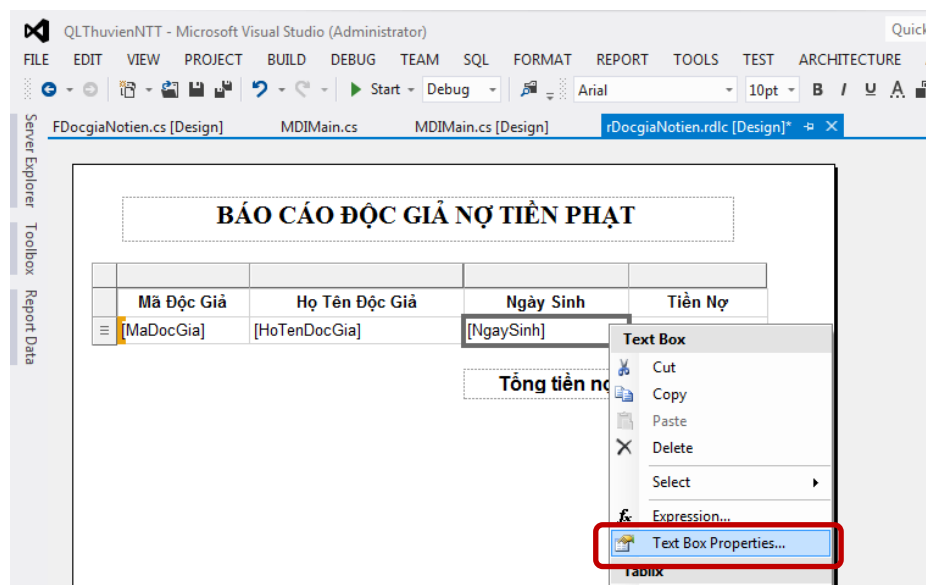 QLThuvienNTT - Microsoft Visual Studio (Administrator)
Quick
FILE EDIT VIEW PROJECT BUILD DEBUG TEAM SQL FORMAT REPORT TOOLS TEST ARCHITECTURE
Start Debug Arial 10pt B I U A
FDocgiaNotien.cs [Design] MDIMain.cs MDIMain.cs [Design] rDocgiaNotien.rdlc [Design]*
Server Explorer
Toolbox
Report Data
BÁO CÁO ĐỘC GIẢ NỢ TIỀN PHẠT
Mã Độc Giả Họ Tên Độc Giả Ngày Sinh Tiền Nợ
[MaDocGia] [HoTenDocGia] [NgaySinh]
Tổng tiền nợ
Text Box
Cut
Copy
Paste
Delete
Select
fx Expression...
Text Box Properties...
Tablix